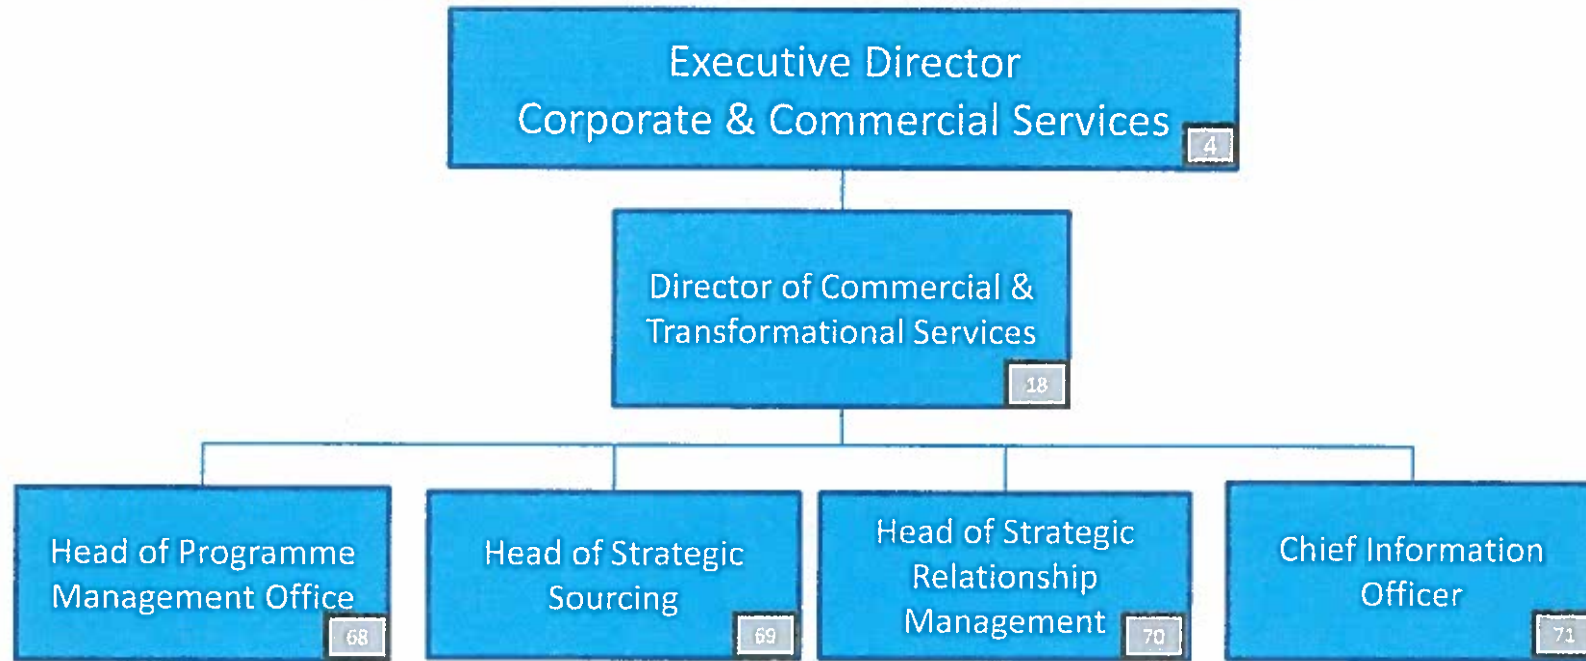 Executive Director
Corporate & Commercial Services
4
Director of Commercial &
Transformational Services
18
Head of Programme
Management Office
68
Head of Strategic
Sourcing
69
Head of Strategic
Relationship
Management
70
Chief Information
Officer
71